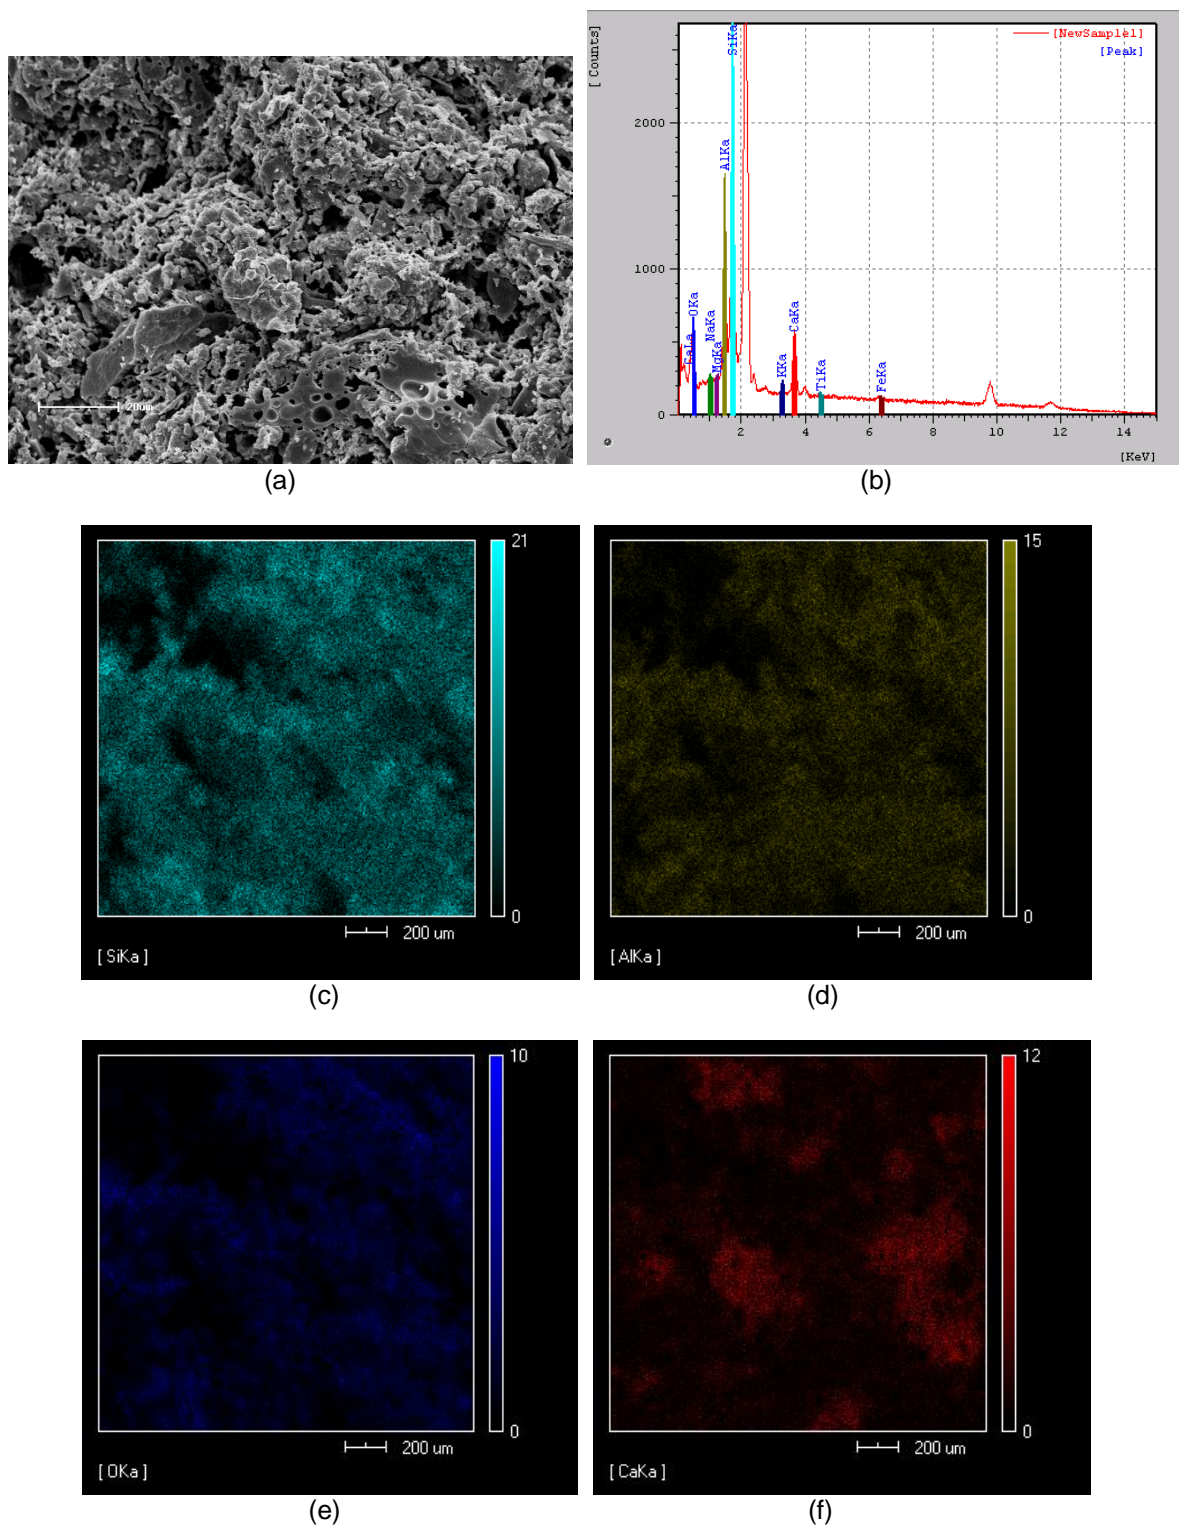 20um
(a)
[ Counts]
[NewSample1]
[Peak]
2000
1000
0
CaLa
OKa
NaKa
MgKa
AlKa
SiKa
KKa
CaKa
TiKa
FeKa
2 4 6 8 10 12 14
[KeV]
(b)
21
0
200 um
[ SiKa ]
(c)
15
0
200 um
[ AlKa ]
(d)
10
0
200 um
[ OKa ]
(e)
12
0
200 um
[ CaKa ]
(f)